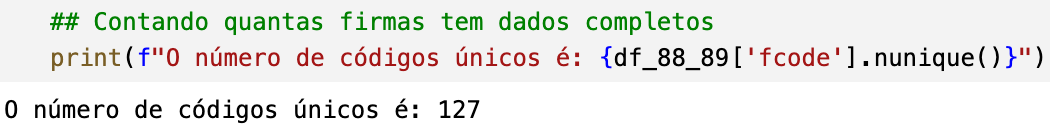 ## Contando quantas firmas tem dados completos
print(f"O número de códigos únicos é: {df_88_89['fcode'].nunique()}")
O número de códigos únicos é: 127